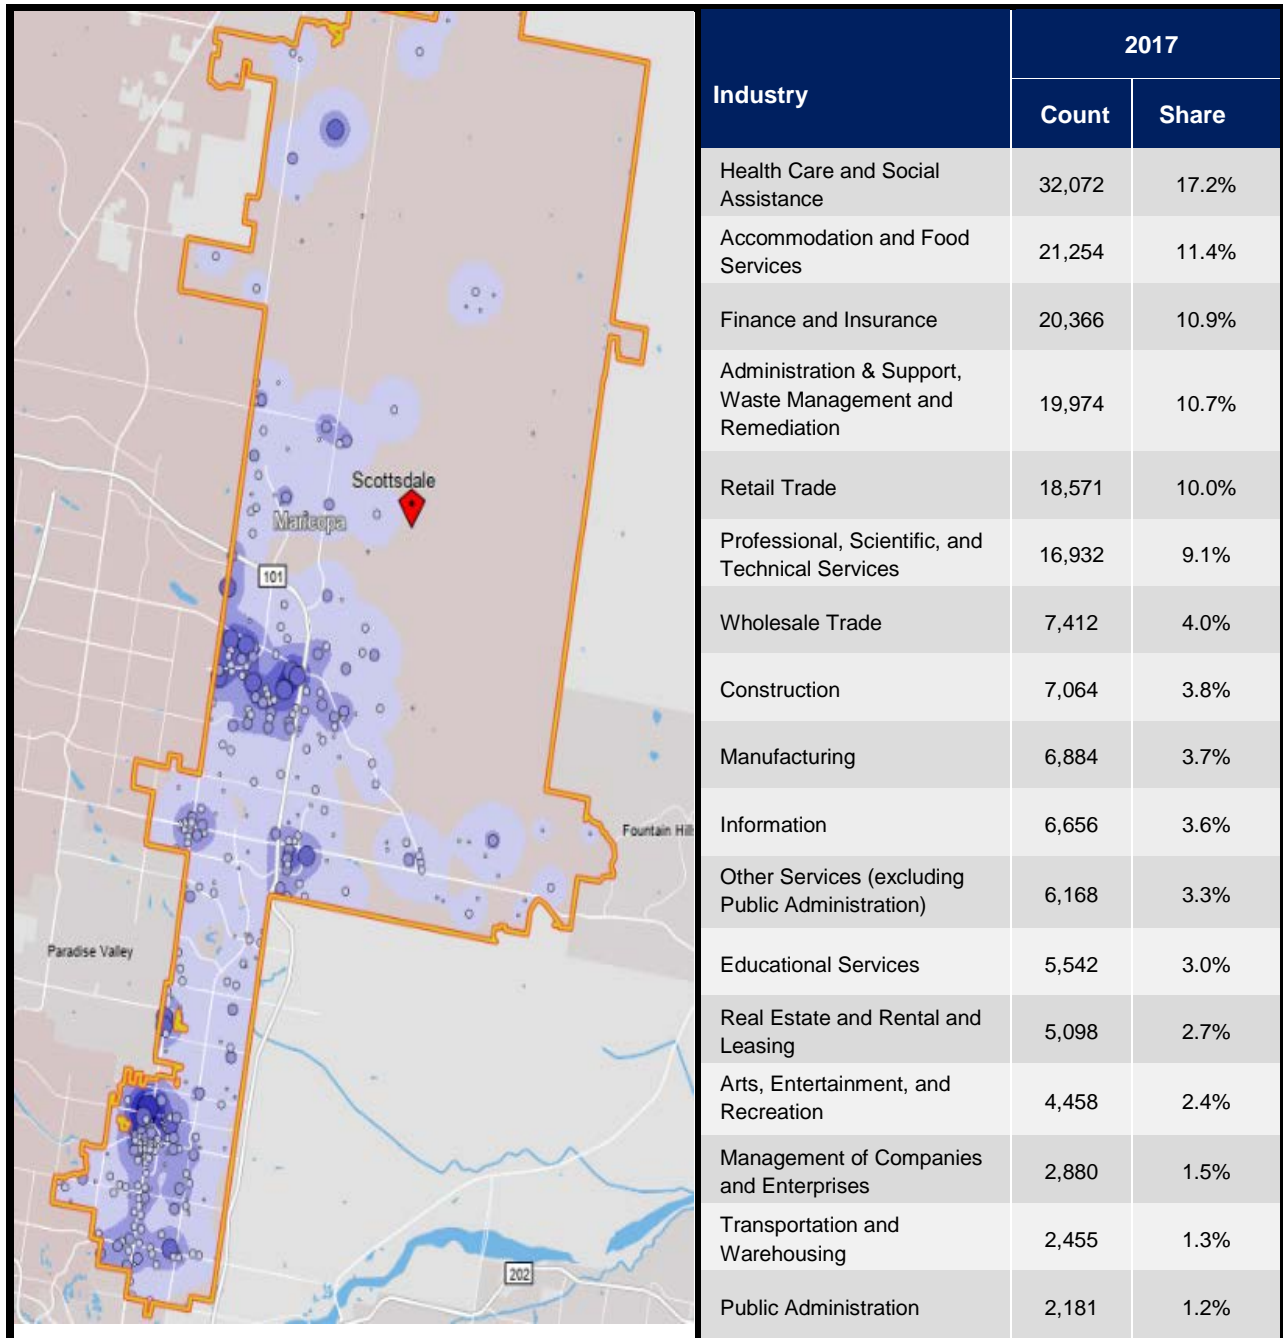 Scottsdale
Maricopa
101
Fountain Hill
Paradise Valley
202
Industry
2017
Count Share
Health Care and Social
Assistance
32,072 17.2%
Accommodation and Food
Services
21,254 11.4%
Finance and Insurance 20,366 10.9%
Administration & Support,
Waste Management and
Remediation
19,974 10.7%
Retail Trade 18,571 10.0%
Professional, Scientific, and
Technical Services
16,932 9.1%
Wholesale Trade 7,412 4.0%
Construction 7,064 3.8%
Manufacturing 6,884 3.7%
Information 6,656 3.6%
Other Services (excluding
Public Administration)
6,168 3.3%
Educational Services 5,542 3.0%
Real Estate and Rental and
Leasing
5,098 2.7%
Arts, Entertainment, and
Recreation
4,458 2.4%
Management of Companies
and Enterprises
2,880 1.5%
Transportation and
Warehousing
2,455 1.3%
Public Administration 2,181 1.2%